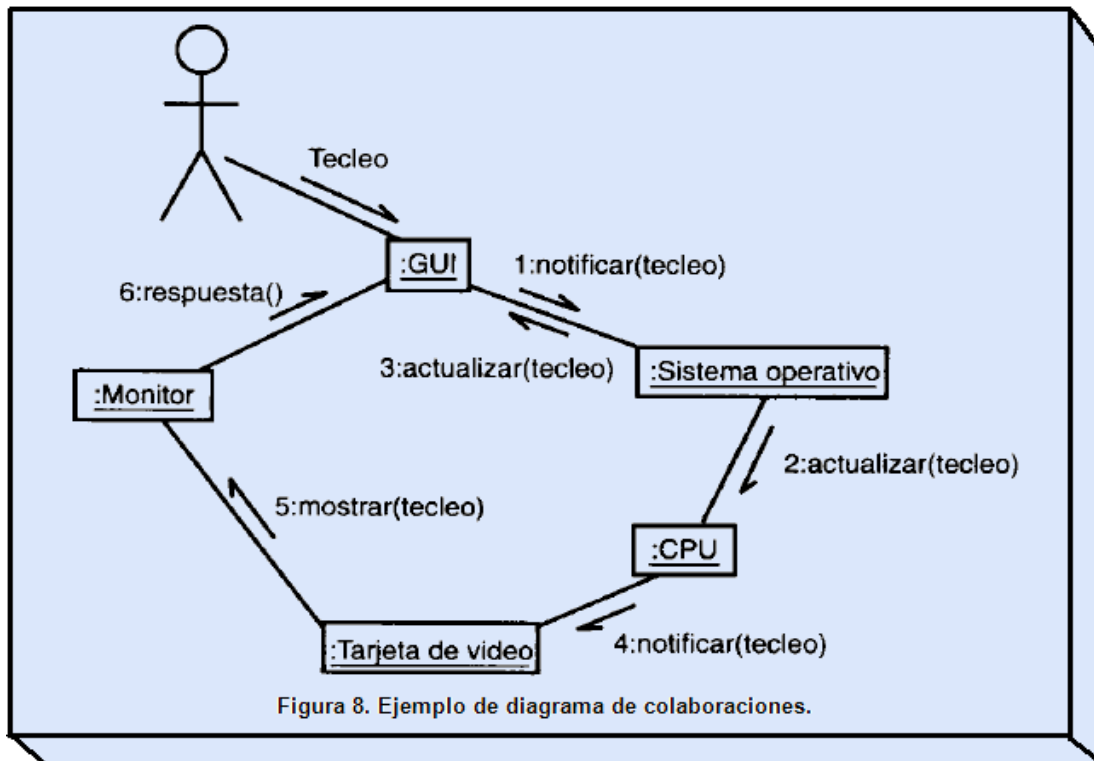 Tecleo
:GUI
1:notificar(tecleo)
6:respuesta()
3:actualizar(tecleo)
:Sistema operativo
:Monitor
2:actualizar(tecleo)
5:mostrar(tecleo)
:CPU
:Tarjeta de video
4:notificar(tecleo)
Figura 8. Ejemplo de diagrama de colaboraciones.